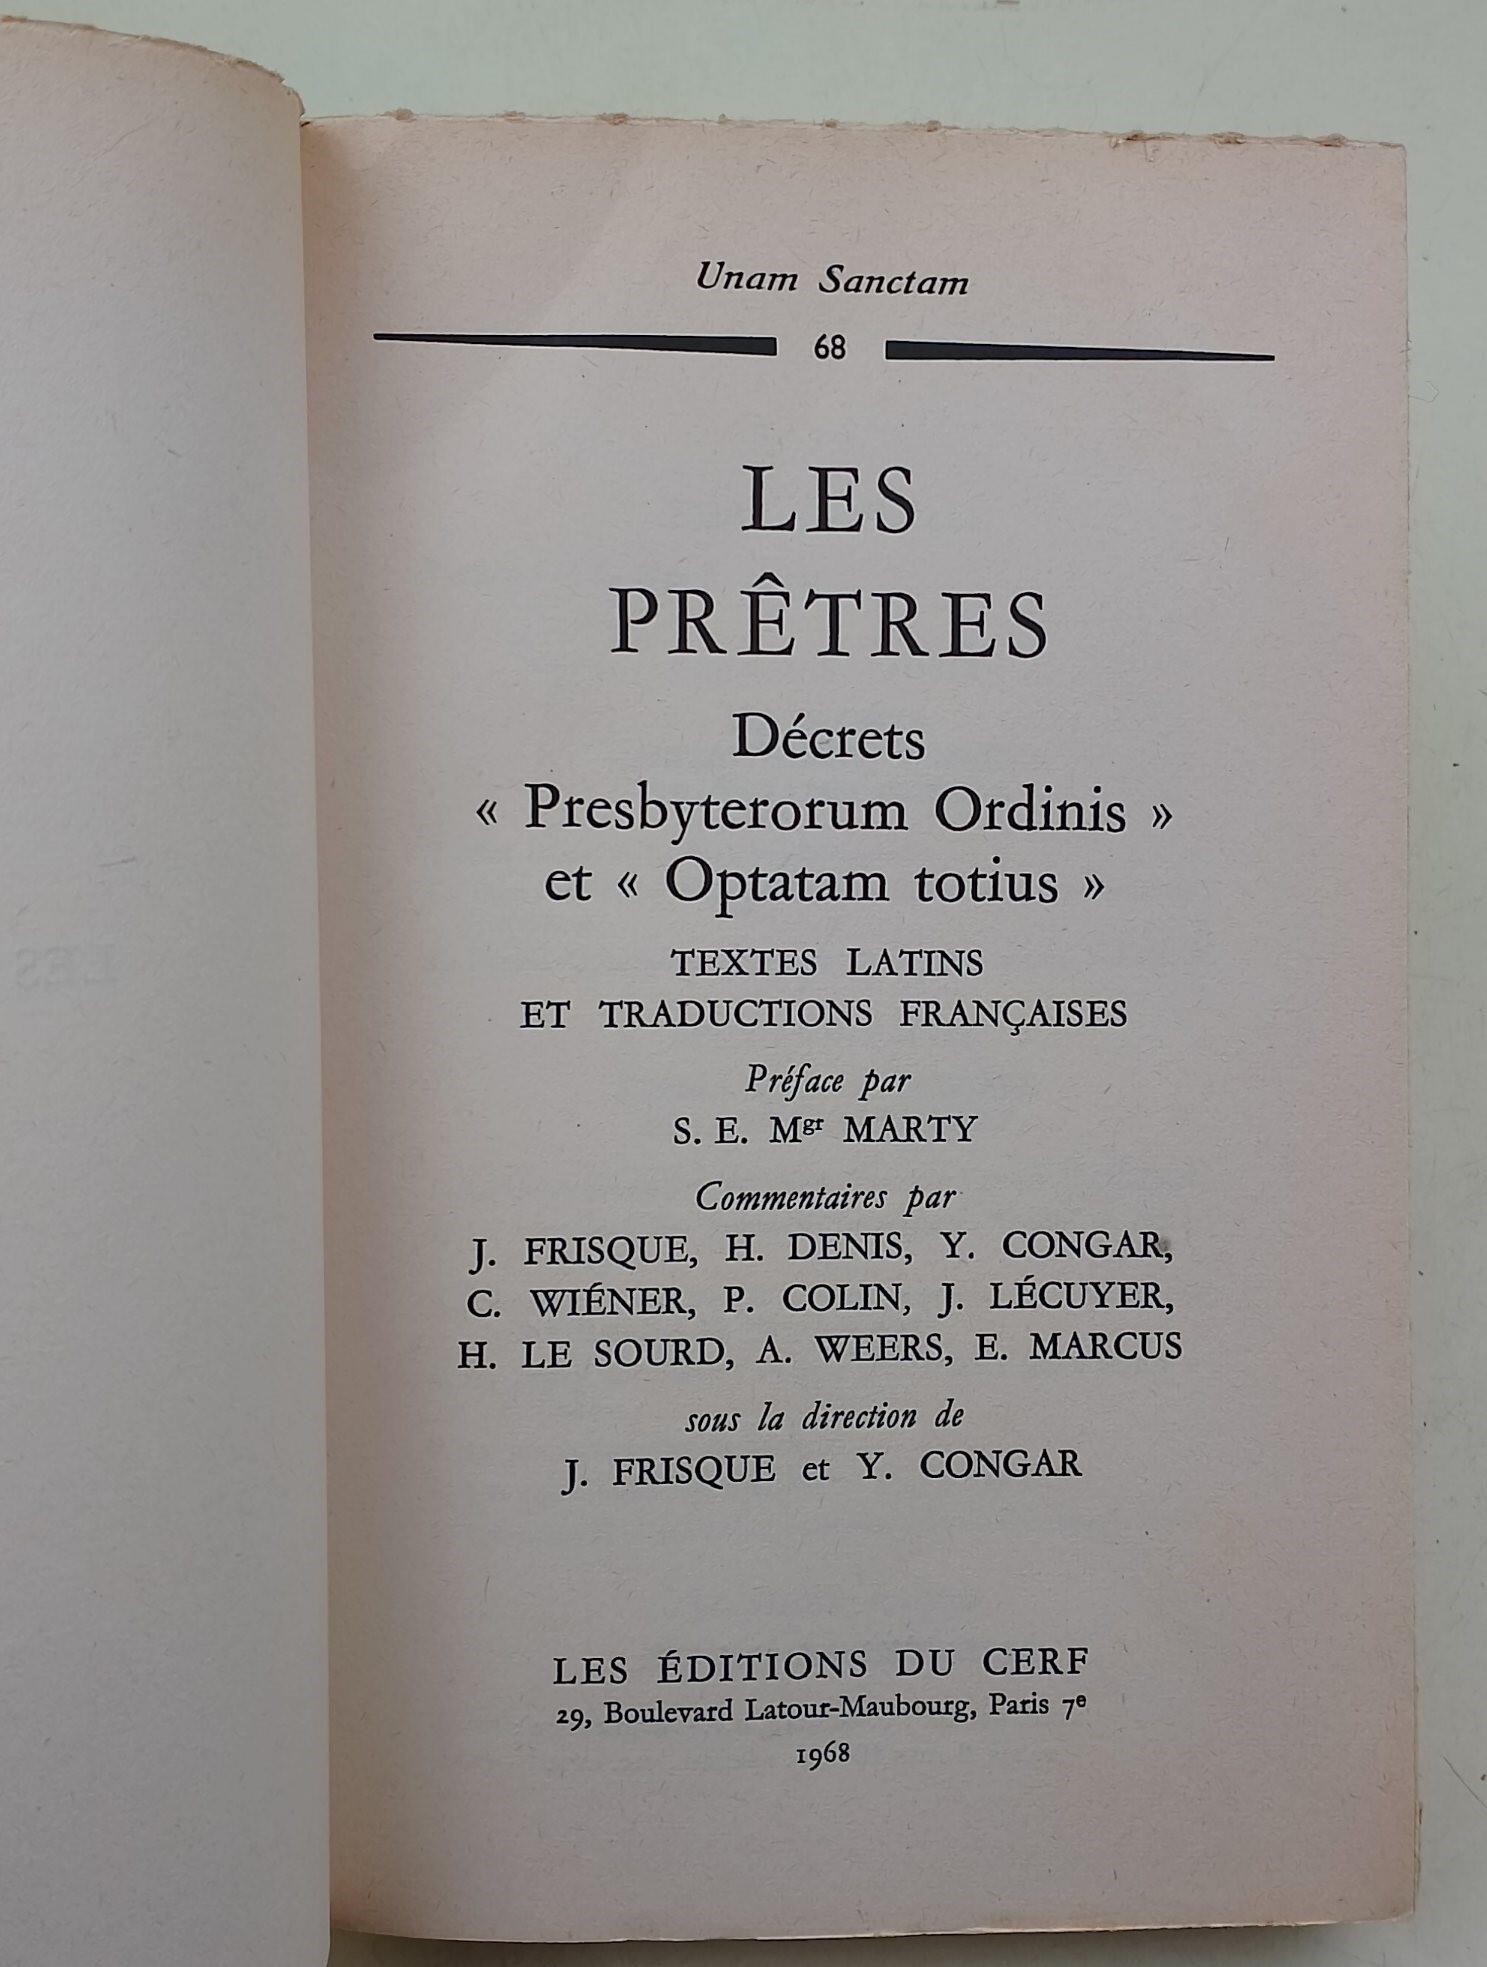 Unam Sanctam
68
LES
PRÊTRES
Décrets
« Presbyterorum Ordinis »
et « Optatam totius »
TEXTES LATINS
ET TRADUCTIONS FRANÇAISES
Préface par
S. E. Mgr MARTY
Commentaires par
J. FRISQUE, H. DENIS, Y. CONGAR,
C. WIÉNER, P. COLIN, J. LÉCUYER,
H. LE SOURD, A. WEERS, E. MARCUS
sous la direction de
J. FRISQUE et Y. CONGAR
LES ÉDITIONS DU CERF
29, Boulevard Latour-Maubourg, Paris 7e
1968